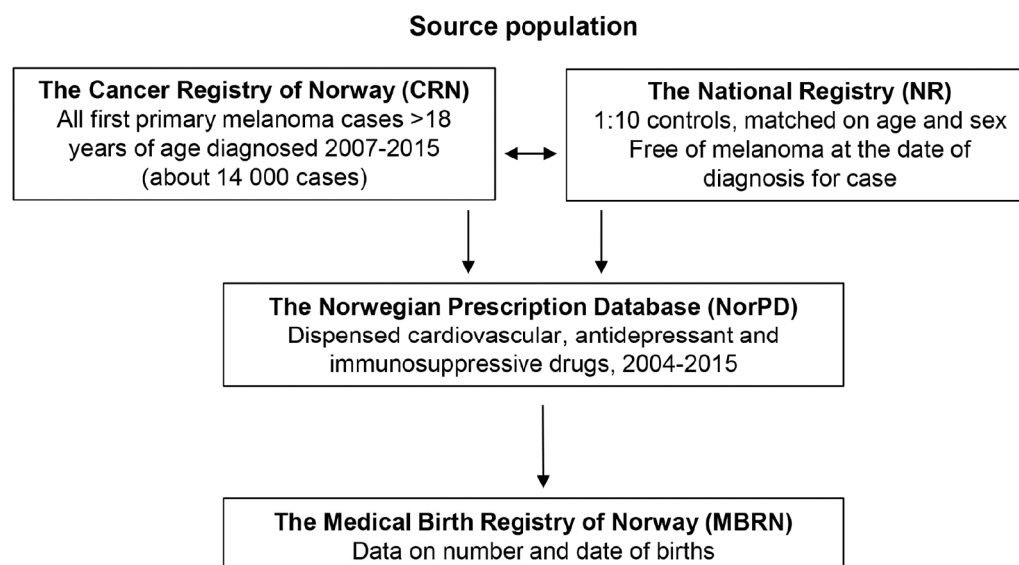 Source population
The Cancer Registry of Norway (CRN)
All first primary melanoma cases >18
years of age diagnosed 2007-2015
(about 14 000 cases)
The National Registry (NR)
1:10 controls, matched on age and sex
Free of melanoma at the date of
diagnosis for case
The Norwegian Prescription Database (NorPD)
Dispensed cardiovascular, antidepressant and
immunosuppressive drugs, 2004-2015
The Medical Birth Registry of Norway (MBRN)
Data on number and date of births